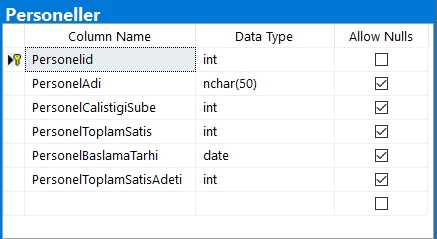 Personeller
Column Name Data Type Allow Nulls
Personelid int
PersonelAdi nchar(50)
PersonelCalistigiSube int
PersonelToplamSatis int
PersonelBaslamaTarhi date
PersonelToplamSatisAdeti int